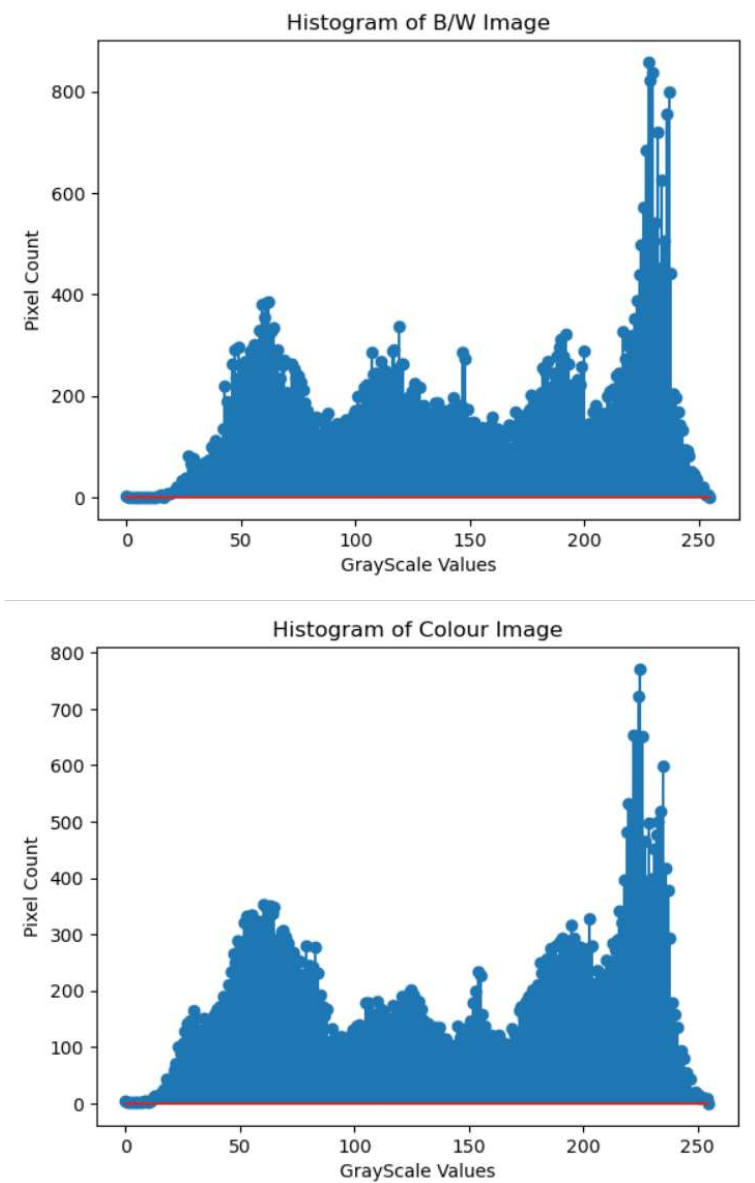 Histogram of B/W Image
800
600
400
200
0
Pixel Count
0 50 100 150 200 250
GrayScale Values
Histogram of Colour Image
800
700
600
500
400
300
200
100
0
Pixel Count
0 50 100 150 200 250
GrayScale Values